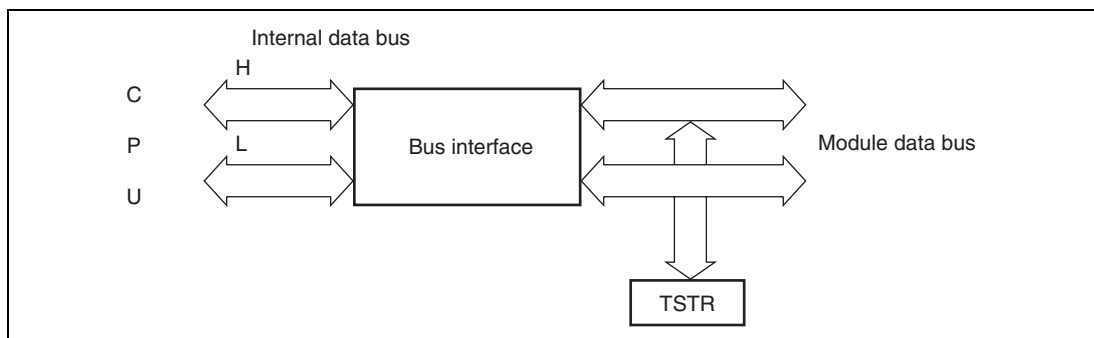 Internal data bus
H
C
P
U
L
Bus interface
Module data bus
TSTR